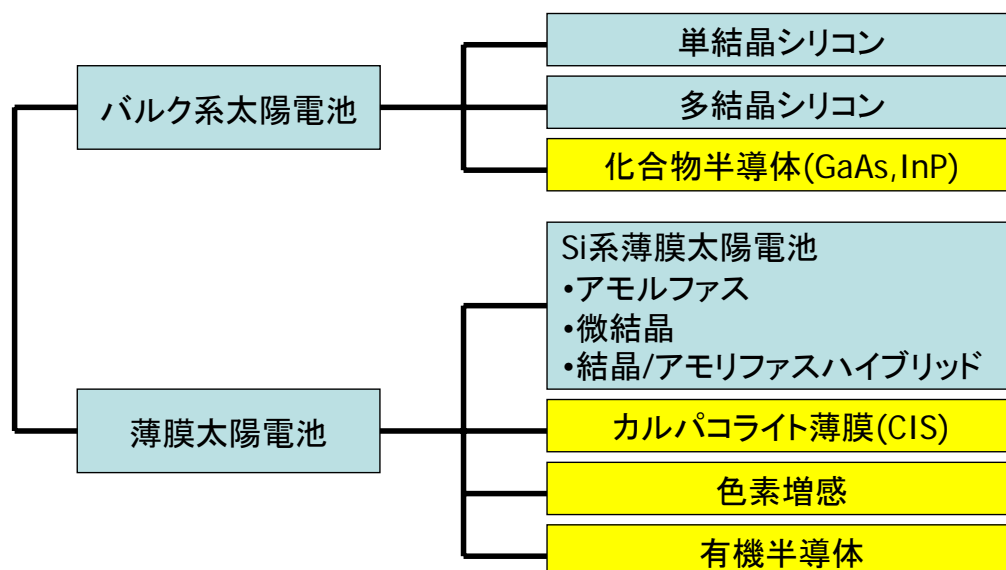 単結晶シリコン
バルク系太陽電池
多結晶シリコン
化合物半導体(GaAs,InP)
Si系薄膜太陽電池
•アモルファス
•微結晶
•結晶/アモリファスハイブリッド
薄膜太陽電池
カルパコライト薄膜(CIS)
色素増感
有機半導体